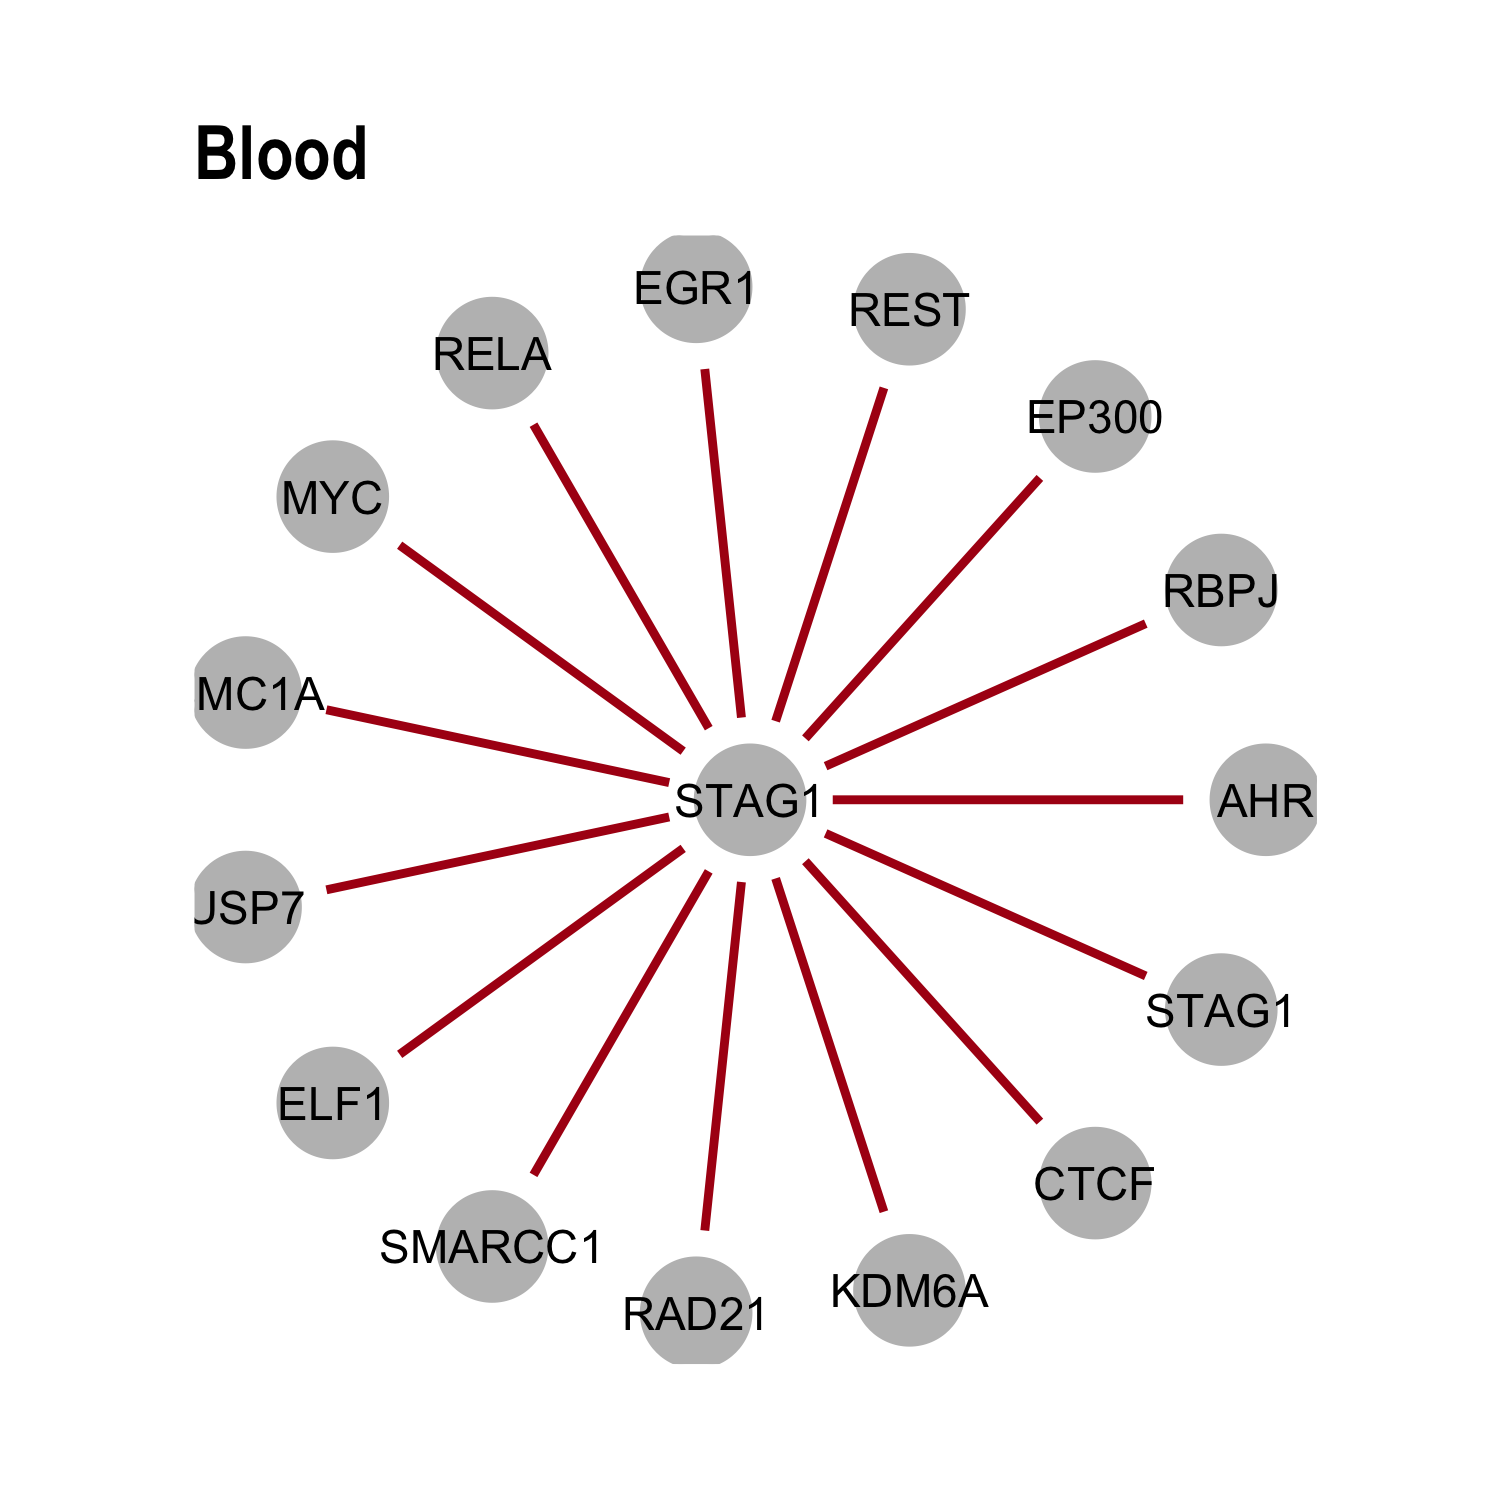 Blood
EGR1
REST
RELA
EP300
MYC
RBPJ
MC1A
STAG1
AHR
JSP7
STAG1
ELF1
CTCF
SMARCC1
KDM6A
RAD21